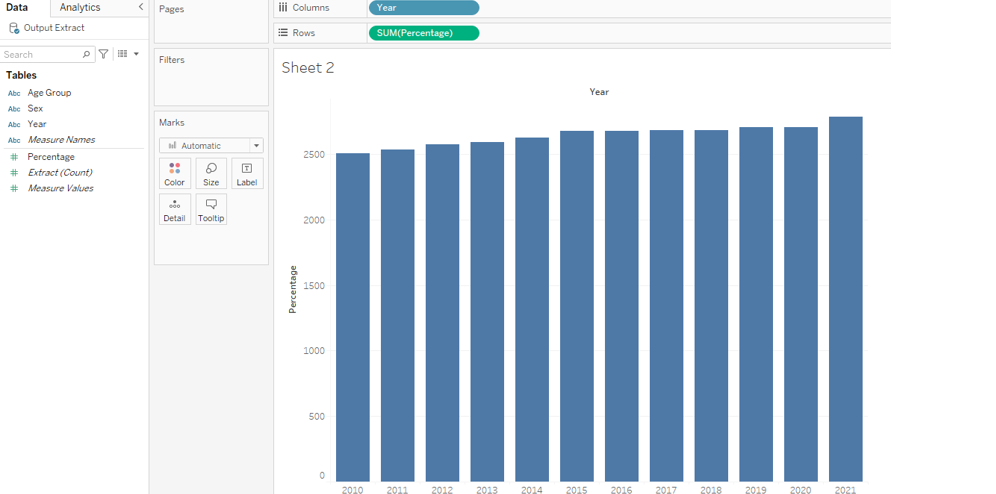 Data
Analytics
Output Extract
Search
Tables
Abc Age Group
Abc Sex
Abc Year
Abc Measure Names
# Percentage
# Extract (Count)
# Measure Values
Pages
Filters
Marks
Automatic
Color
Size
Label
Detail
Tooltip
Columns
Year
Rows
SUM(Percentage)
Sheet 2
Year
Percentage
2500
2000
1500
1000
500
0
2010 2011 2012 2013 2014 2015 2016 2017 2018 2019 2020 2021